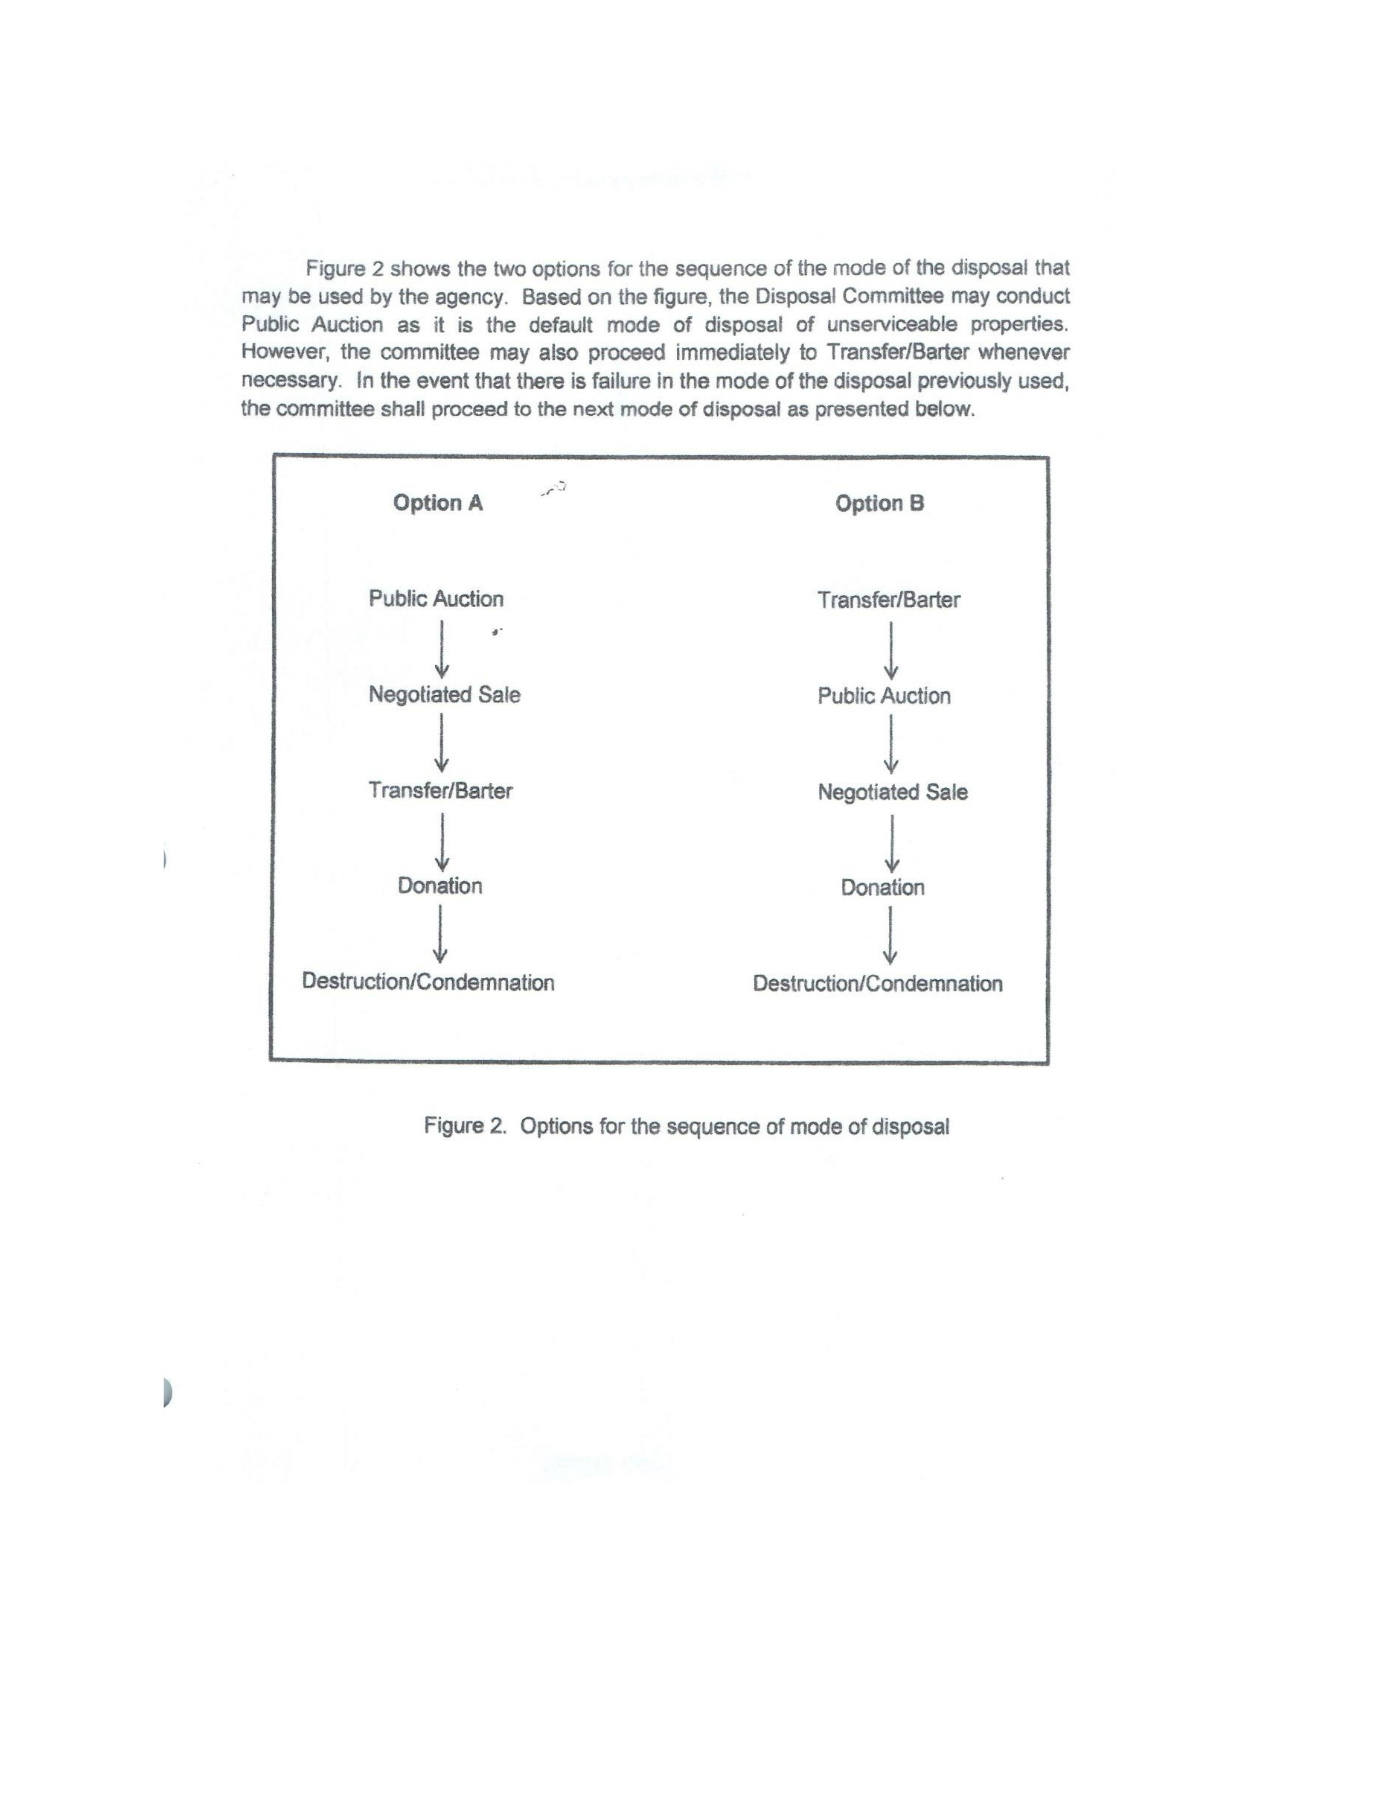 Figure 2 shows the two options for the sequence of the mode of the disposal that
may be used by the agency. Based on the figure, the Disposal Committee may conduct
Public Auction as it is the default mode of disposal of unserviceable properties.
However, the committee may also proceed immediately to Transfer/Barter whenever
necessary. In the event that there is failure in the mode of the disposal previously used,
the committee shall proceed to the next mode of disposal as presented below.
Option A
Public Auction
Negotiated Sale
Transfer/Barter
Donation
Destruction/Condemnation
Option B
Transfer/Barter
Public Auction
Negotiated Sale
Donation
Destruction/Condemnation
Figure 2. Options for the sequence of mode of disposal